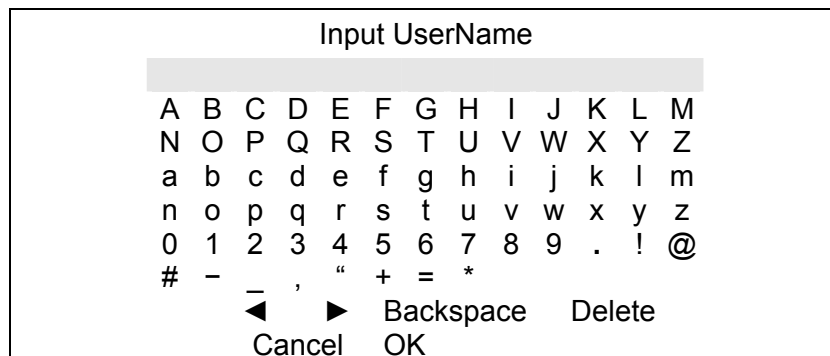 Input UserName
A B C D E F G H I J K L M
N O P Q R S T U V W X Y Z
a b c d e f g h i j k l m
n o p q r s t u v w x y z
0 1 2 3 4 5 6 7 8 9 . ! @
# – _ , “ + = *
◄ ► Backspace Delete
Cancel OK